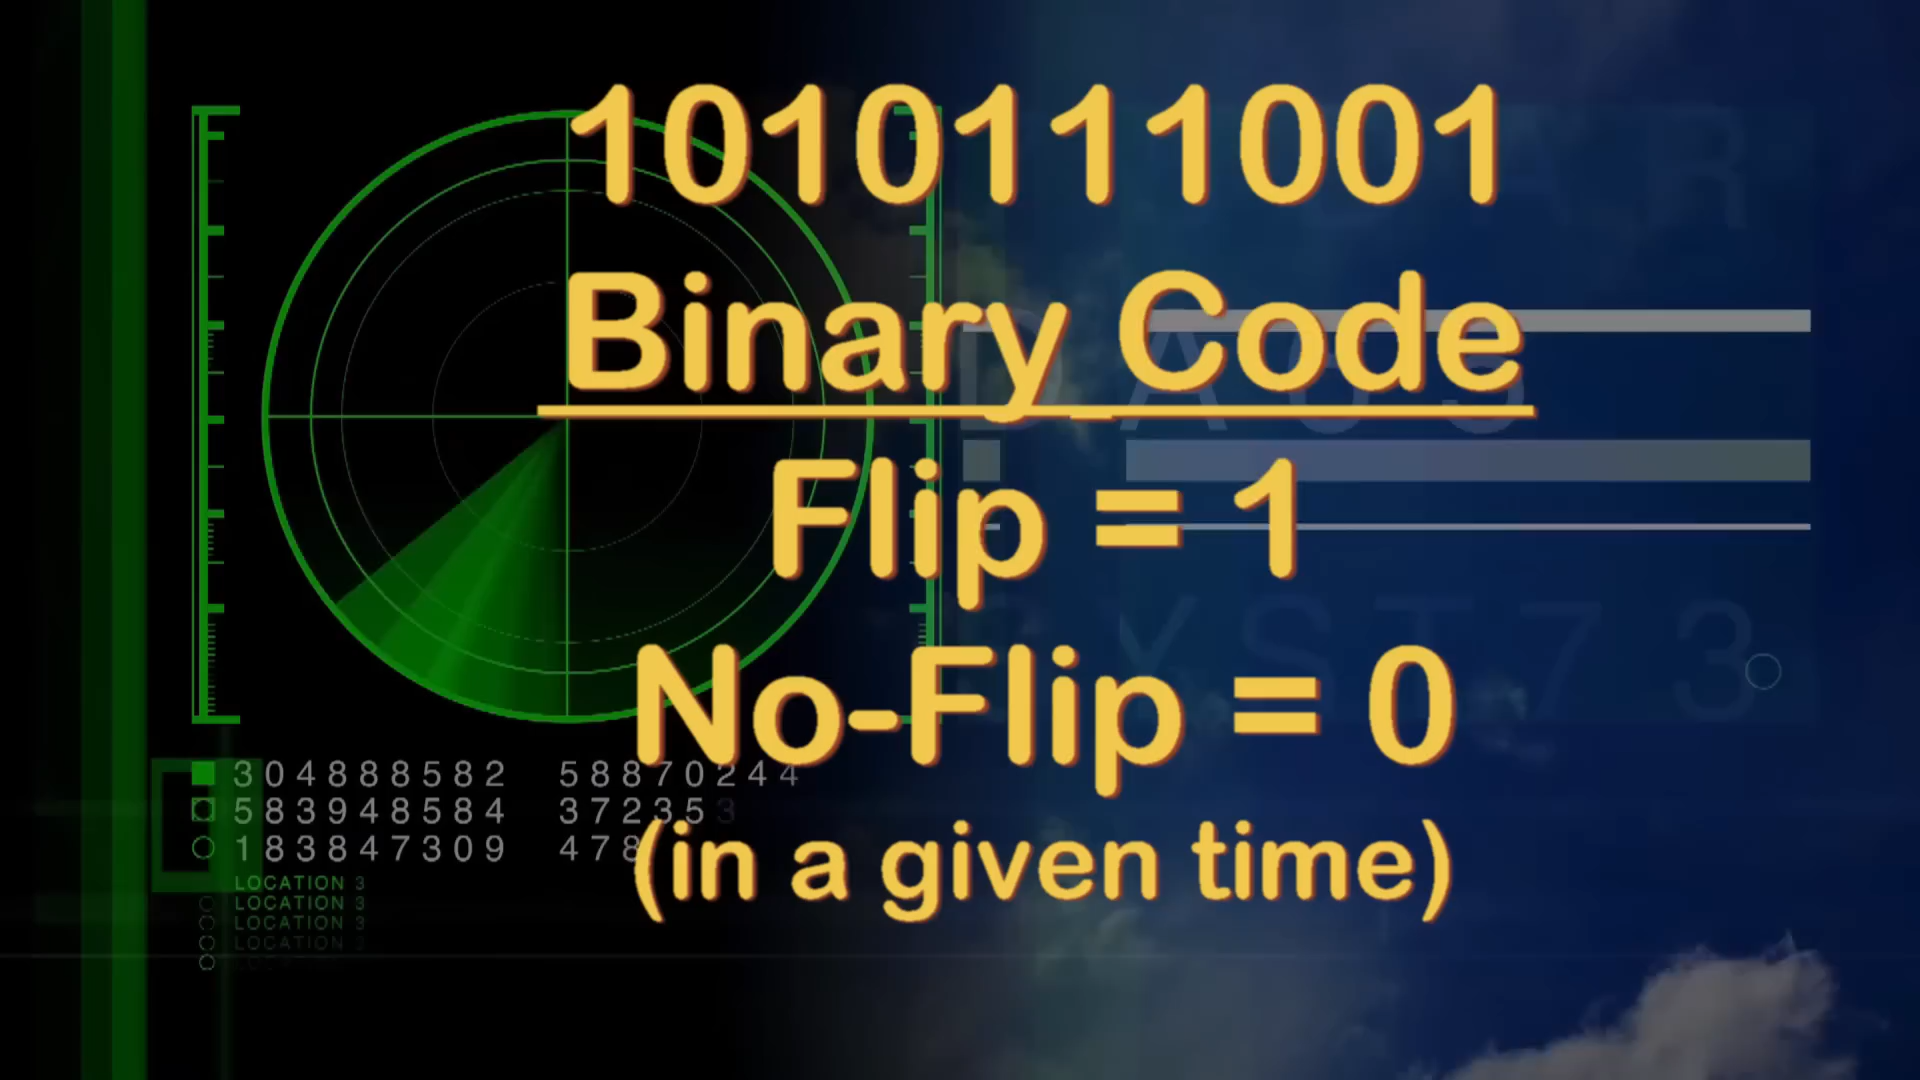 1010111001
Binary Code
Flip = 1
No-Flip = 0
(in a given time)
304888582 58870244
583948584 372353
183847309 478
LOCATION 3
LOCATION 3
LOCATION 3
LOCATION